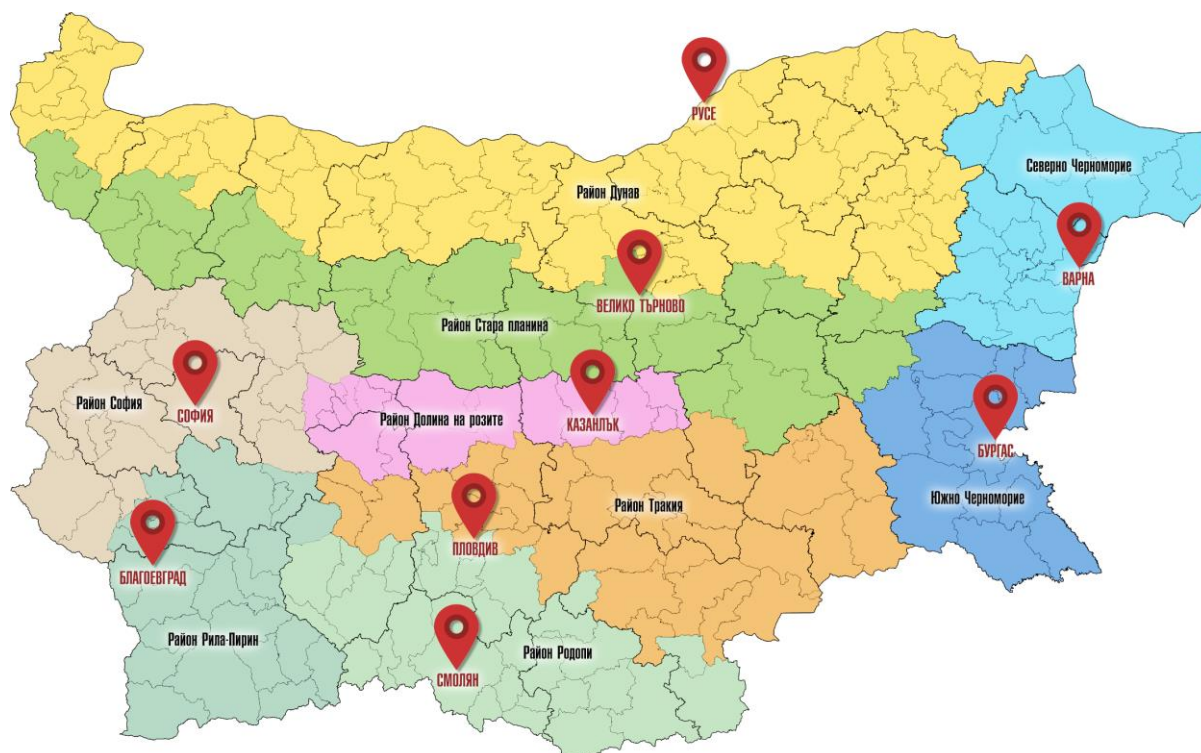 РУСЕ
Северно Черноморие
Район Дунав
ВАРНА
ВЕЛИКО ТЪРНОВО
Район Стара планина
Район София
СОФИЯ
Район Долина на розите
КАЗАНЛЪК
БУРГАС
Южно Черноморие
Район Тракия
ПЛОВДИВ
БЛАГОЕВГРАД
Район Рила-Пирин
Район Родопи
СМОЛЯН